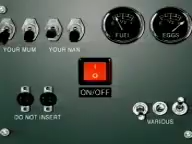 YOUR MUM
YOUR NAN
FUEL
EGGS
I
O
ON/OFF
DO NOT INSERT
VARIOUS